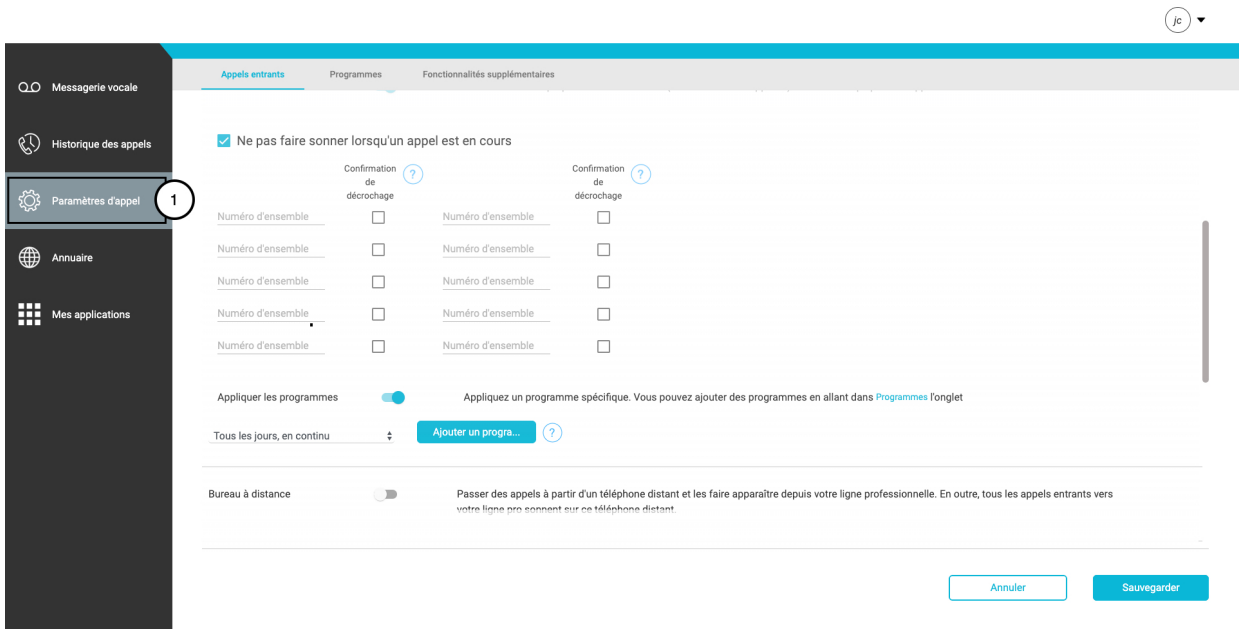 jc
Appels entrants Programmes Fonctionnalités supplémentaires
Messagerie vocale
Historique des appels
Paramètres d'appel 1
Annuaire
Mes applications
Ne pas faire sonner lorsqu'un appel est en cours
Confirmation de décrochage ? Confirmation de décrochage ?
Numéro d'ensemble Numéro d'ensemble
Numéro d'ensemble Numéro d'ensemble
Numéro d'ensemble Numéro d'ensemble
Numéro d'ensemble Numéro d'ensemble
Numéro d'ensemble Numéro d'ensemble
Appliquer les programmes Appliquez un programme spécifique. Vous pouvez ajouter des programmes en allant dans Programmes l'onglet
Tous les jours, en continu Ajouter un progra... ?
Bureau à distance Passer des appels à partir d'un téléphone distant et les faire apparaître depuis votre ligne professionnelle. En outre, tous les appels entrants vers
votre ligne pro sonnent sur ce téléphone distant.
Annuler Sauvegarder